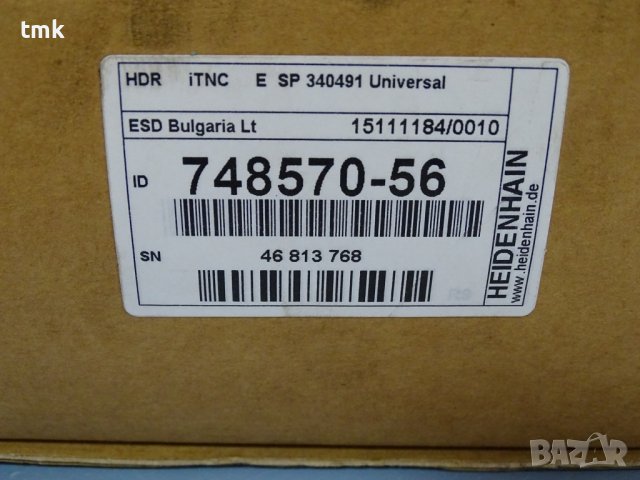 tmk
HDR iTNC E SP 340491 Universal
ESD Bulgaria Lt 15111184/0010
ID 748570-56
SN 46 813 768
HEIDENHAIN
www.heidenhain.de
BAZAR